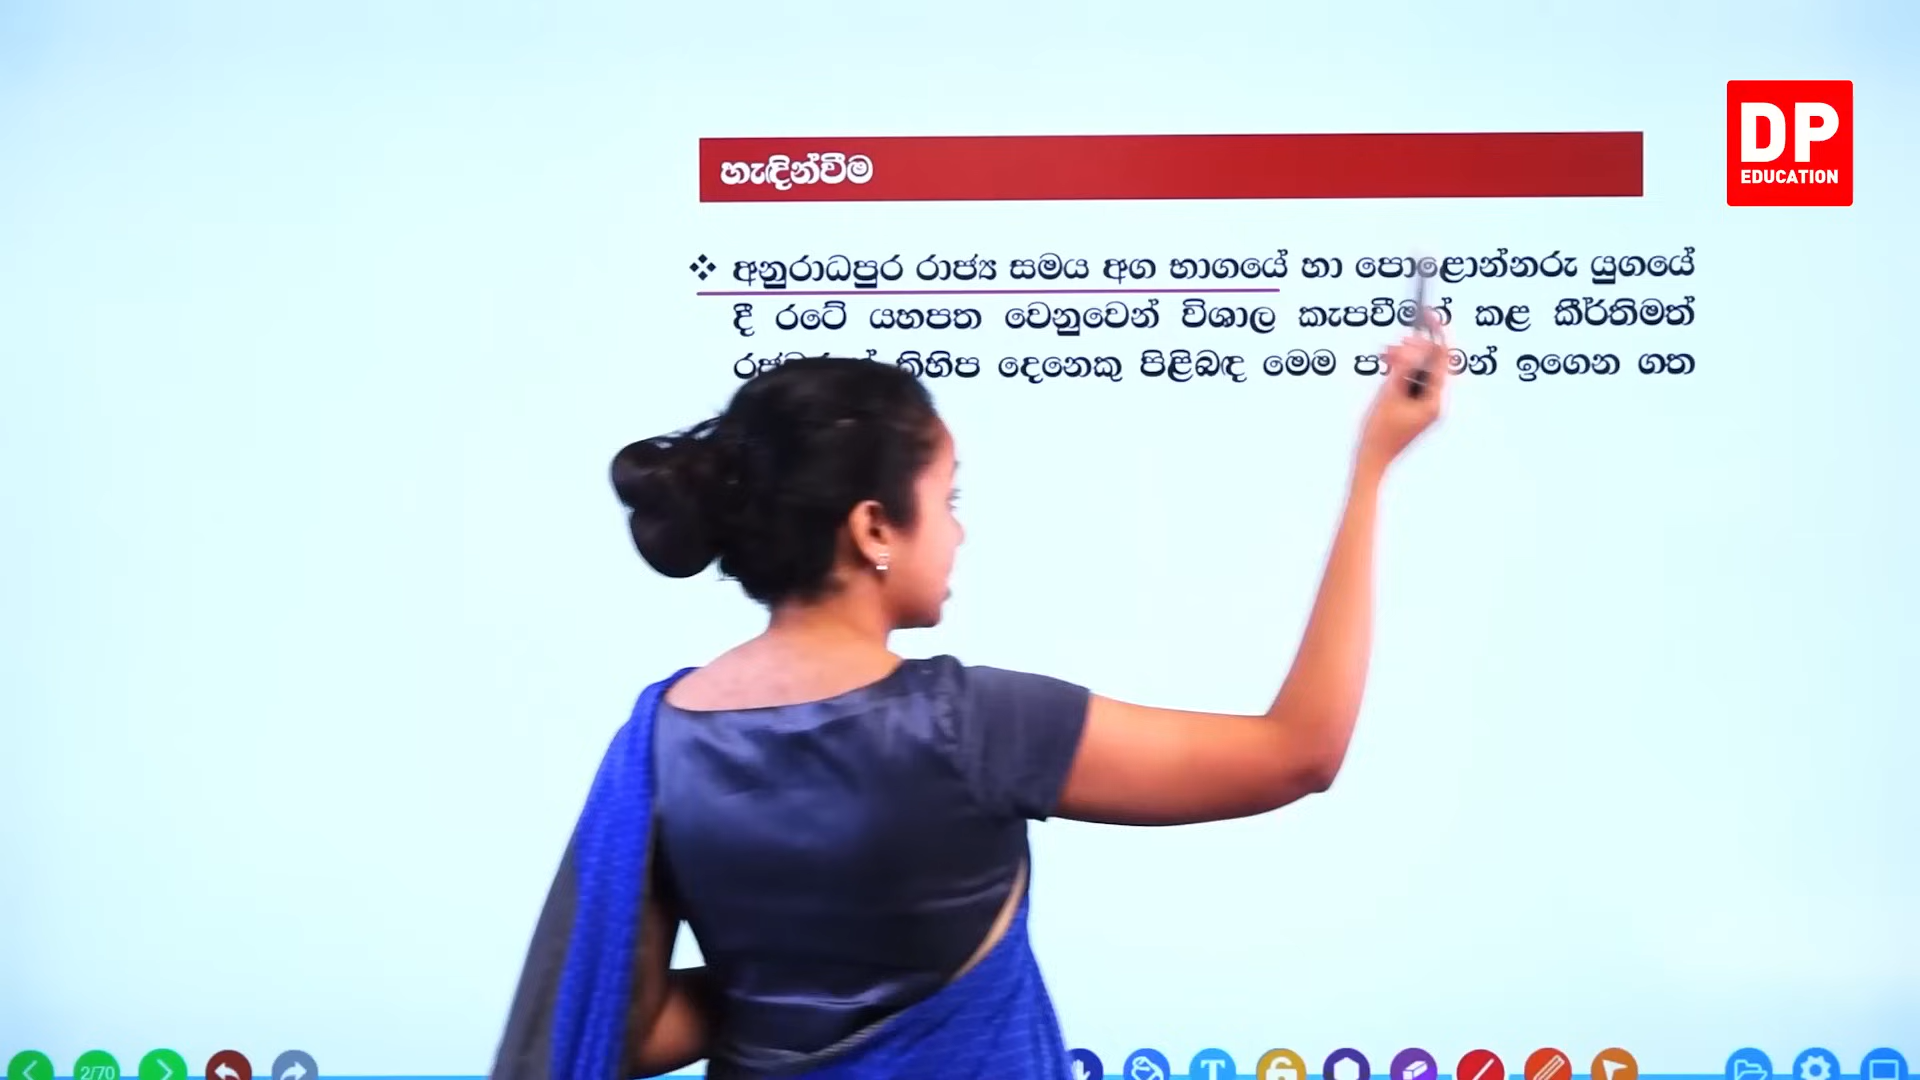 DP
EDUCATION
හැඳින්වීම
❖ අනුරාධපුර රාජ්‍ය සමය අග භාගයේ හා පොළොන්නරු යුගයේ
දී රටේ යහපත වෙනුවෙන් විශාල කැපවීමක් කළ කීර්තිමත්
කිහිප දෙනෙකු පිළිබඳ මෙම ඉගෙන ගත
2/70